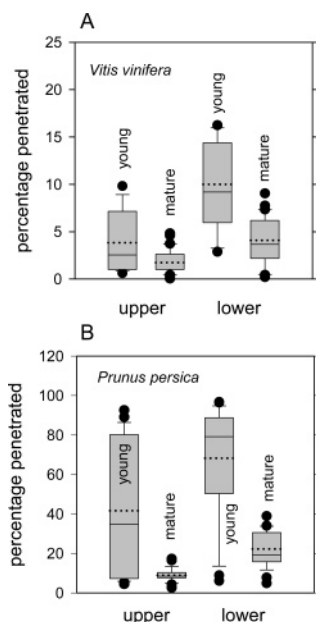 A
Vitis vinifera
percentage penetrated
25
20
15
10
5
0
young
mature
young
mature
upper
lower
B
Prunus persica
percentage penetrated
120
100
80
60
40
20
0
young
mature
young
mature
upper
lower